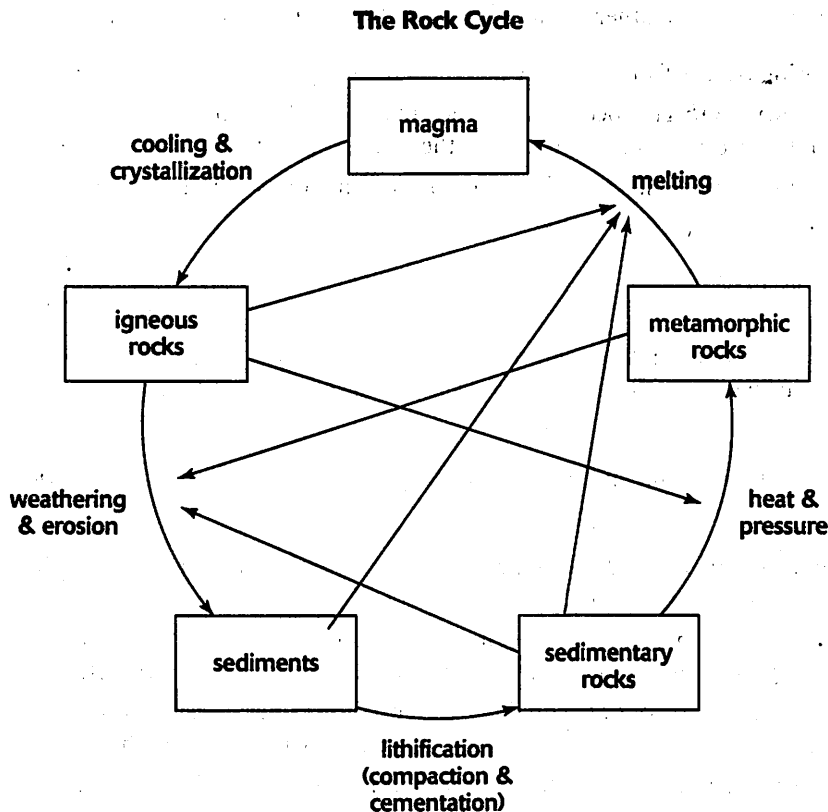 The Rock Cycle
magma
cooling &
crystallization
melting
igneous
rocks
metamorphic
rocks
weathering
& erosion
heat &
pressure
sediments
sedimentary
rocks
lithification
(compaction &
cementation)